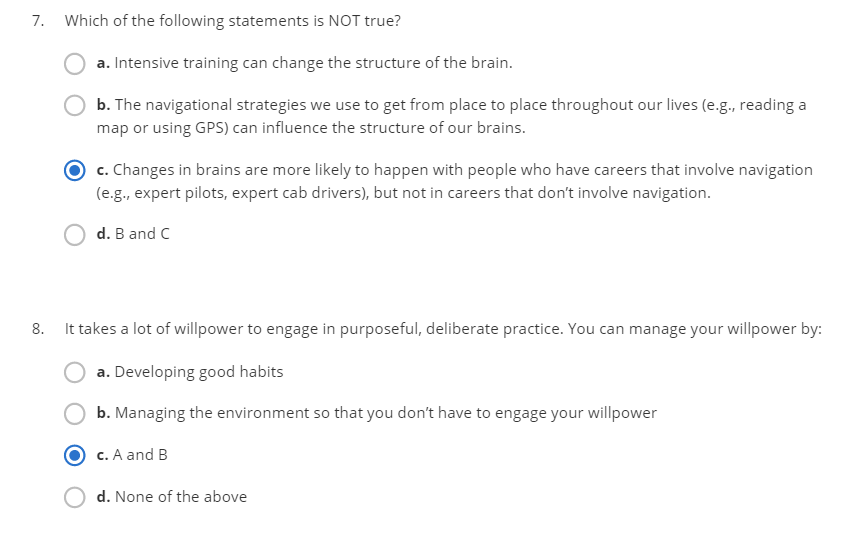 7. Which of the following statements is NOT true?
a. Intensive training can change the structure of the brain.
b. The navigational strategies we use to get from place to place throughout our lives (e.g., reading a
map or using GPS) can influence the structure of our brains.
c. Changes in brains are more likely to happen with people who have careers that involve navigation
(e.g., expert pilots, expert cab drivers), but not in careers that don’t involve navigation.
d. B and C
8. It takes a lot of willpower to engage in purposeful, deliberate practice. You can manage your willpower by:
a. Developing good habits
b. Managing the environment so that you don’t have to engage your willpower
c. A and B
d. None of the above